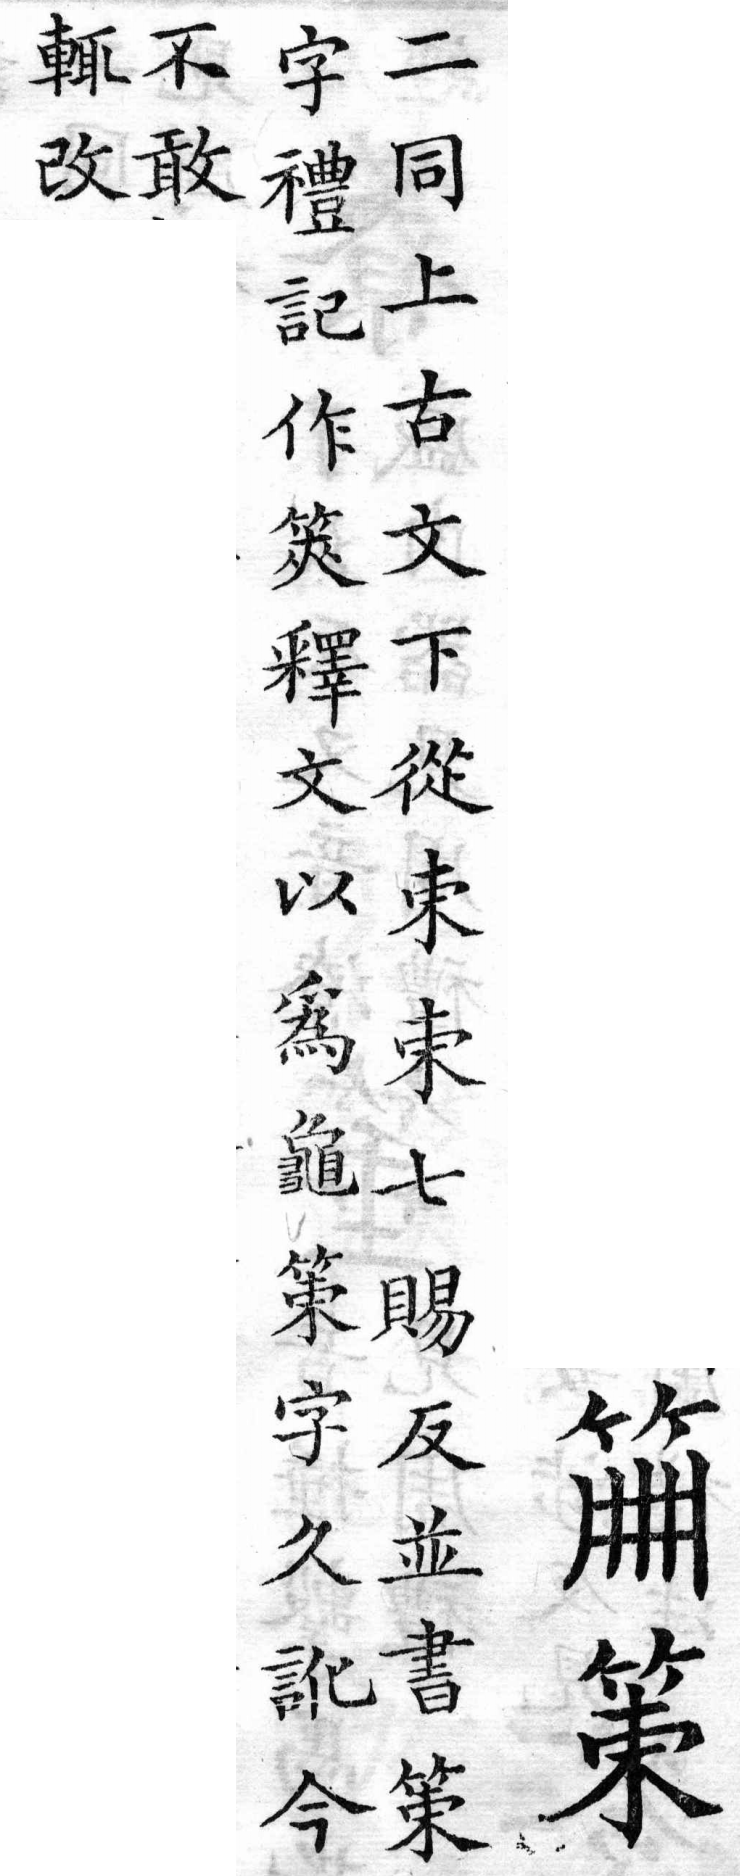 𥬰策
二同上古文下從朿朿七賜反並書策
字禮記作筴釋文以爲龜策字久訛今
不敢
輒改